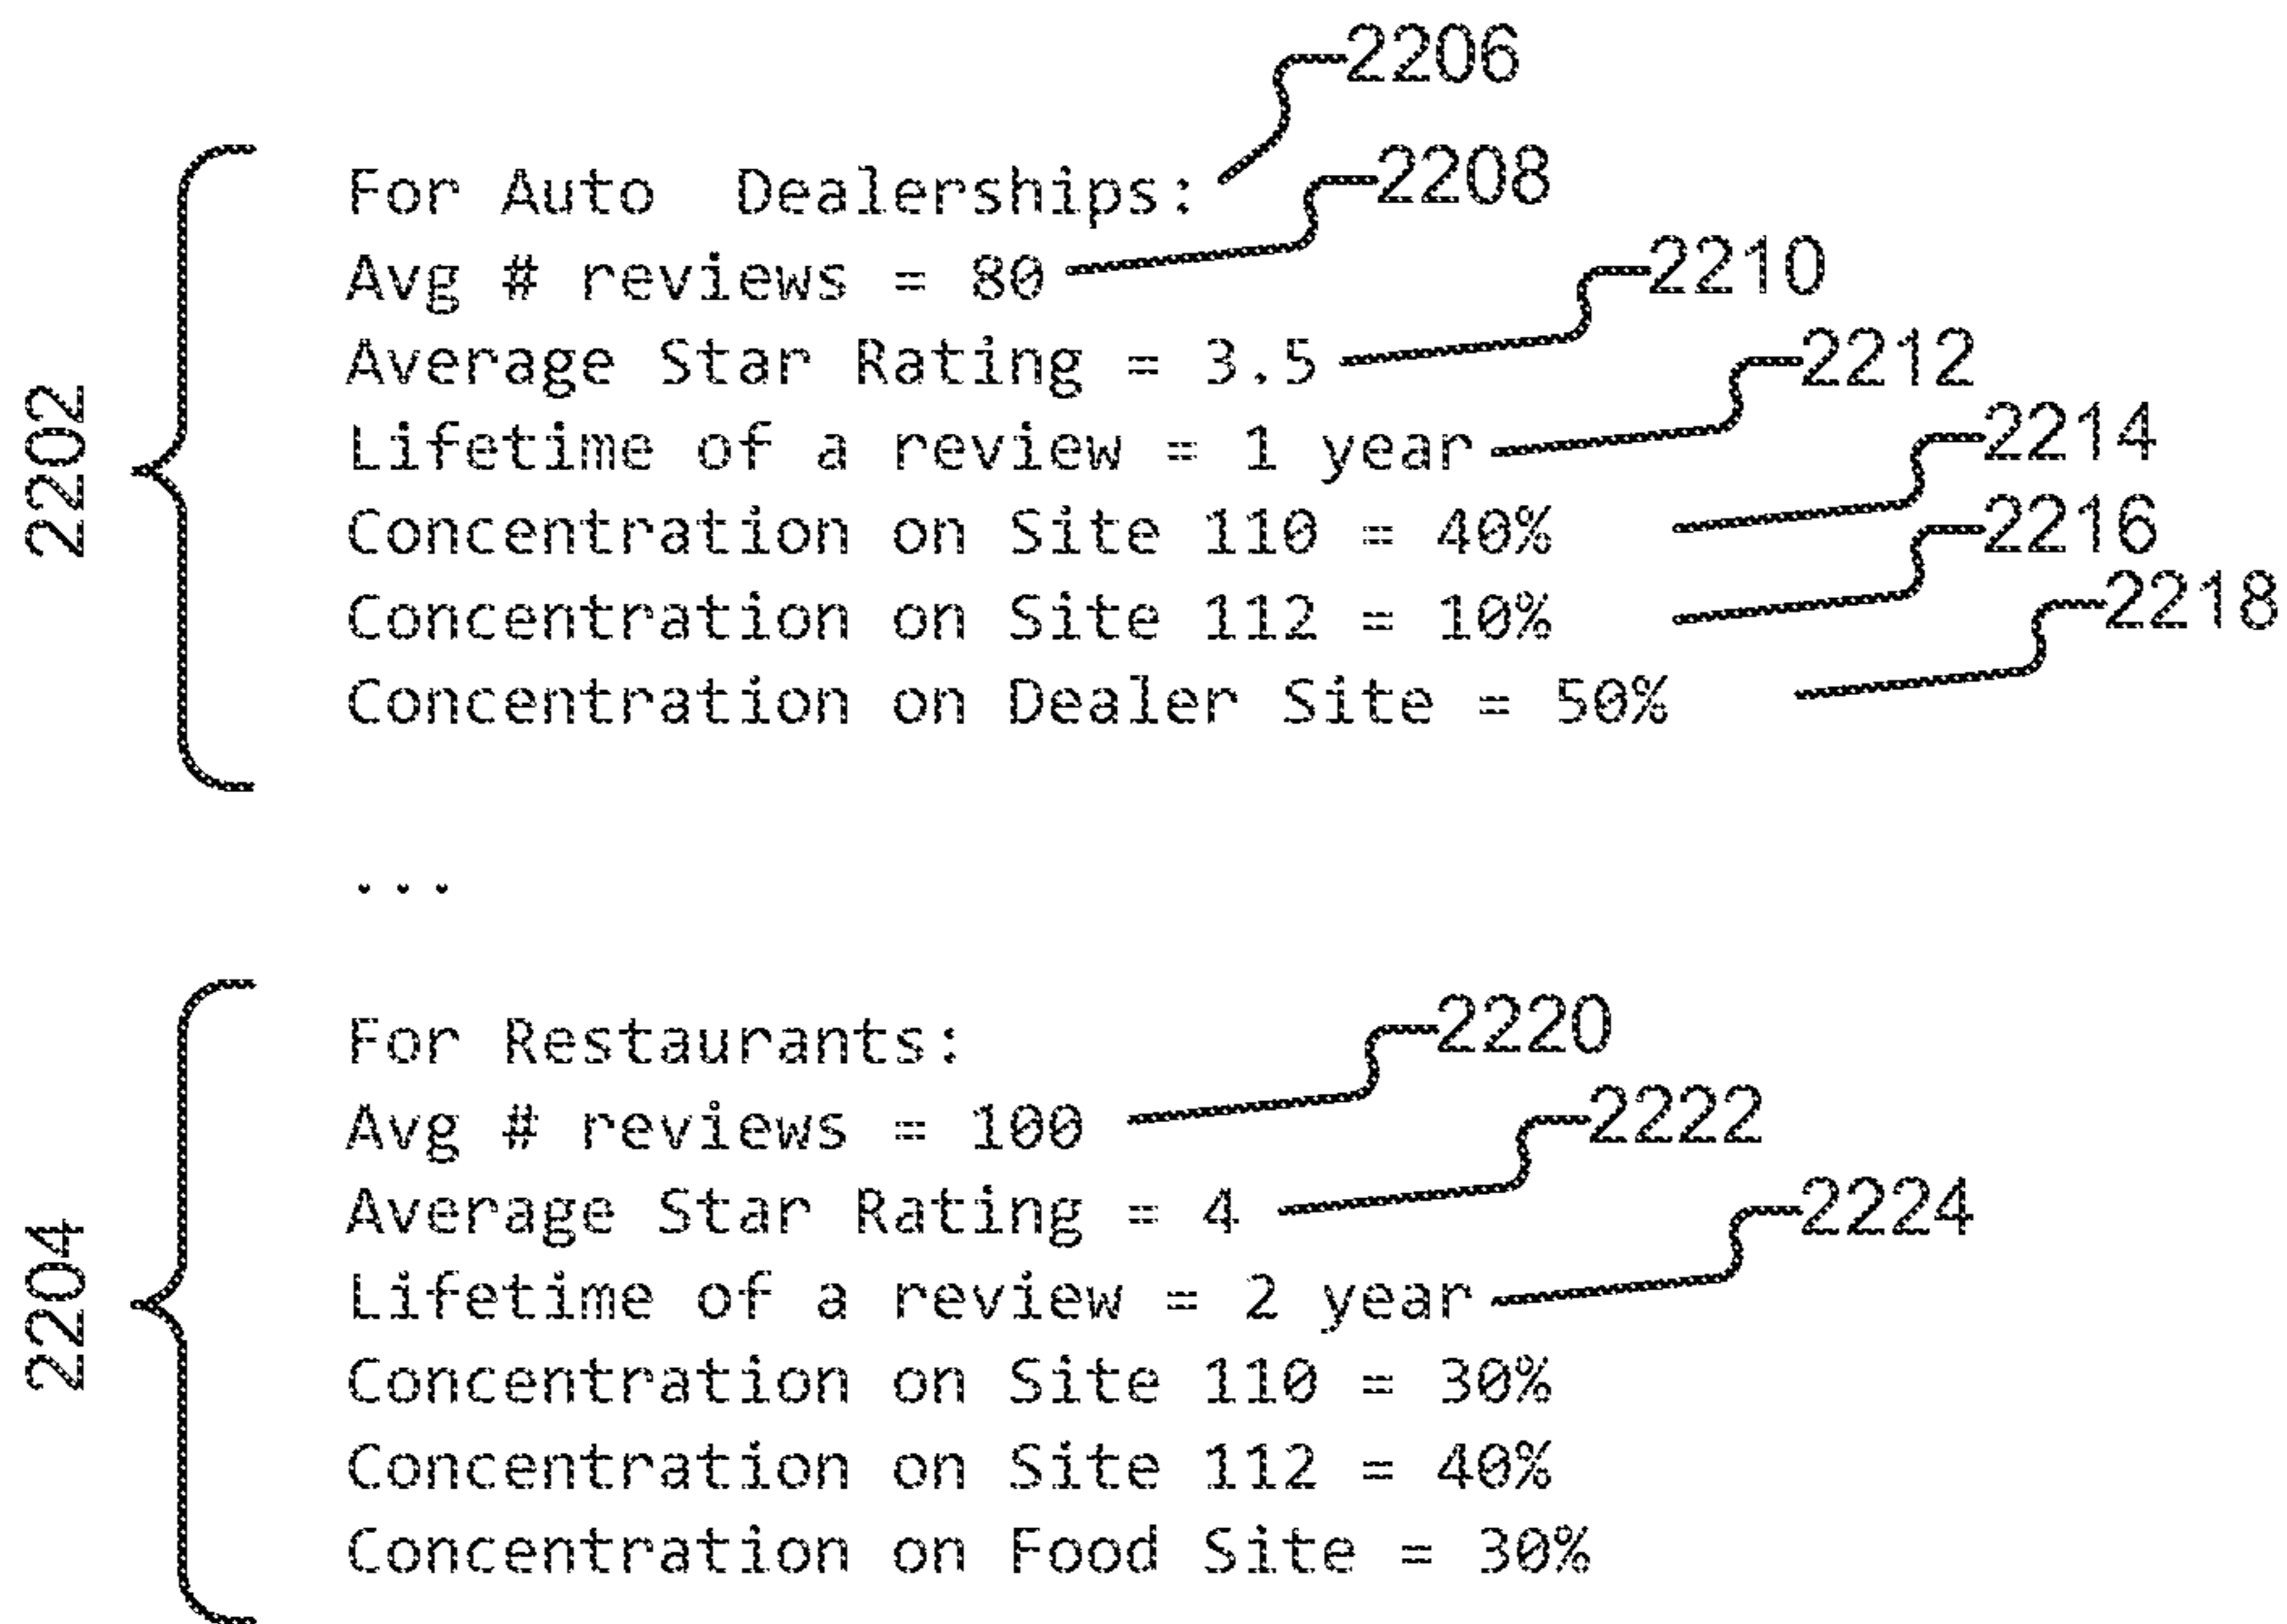 2206
For Auto Dealerships:
2208
Avg # reviews = 80
2210
Average Star Rating = 3.5
2212
Lifetime of a review = 1 year
2214
Concentration on Site 110 = 40%
2216
Concentration on Site 112 = 10%
2218
Concentration on Dealer Site = 50%
2202
...
For Restaurants:
2220
Avg # reviews = 100
2222
Average Star Rating = 4
2224
Lifetime of a review = 2 year
Concentration on Site 110 = 30%
Concentration on Site 112 = 40%
Concentration on Food Site = 30%
2204